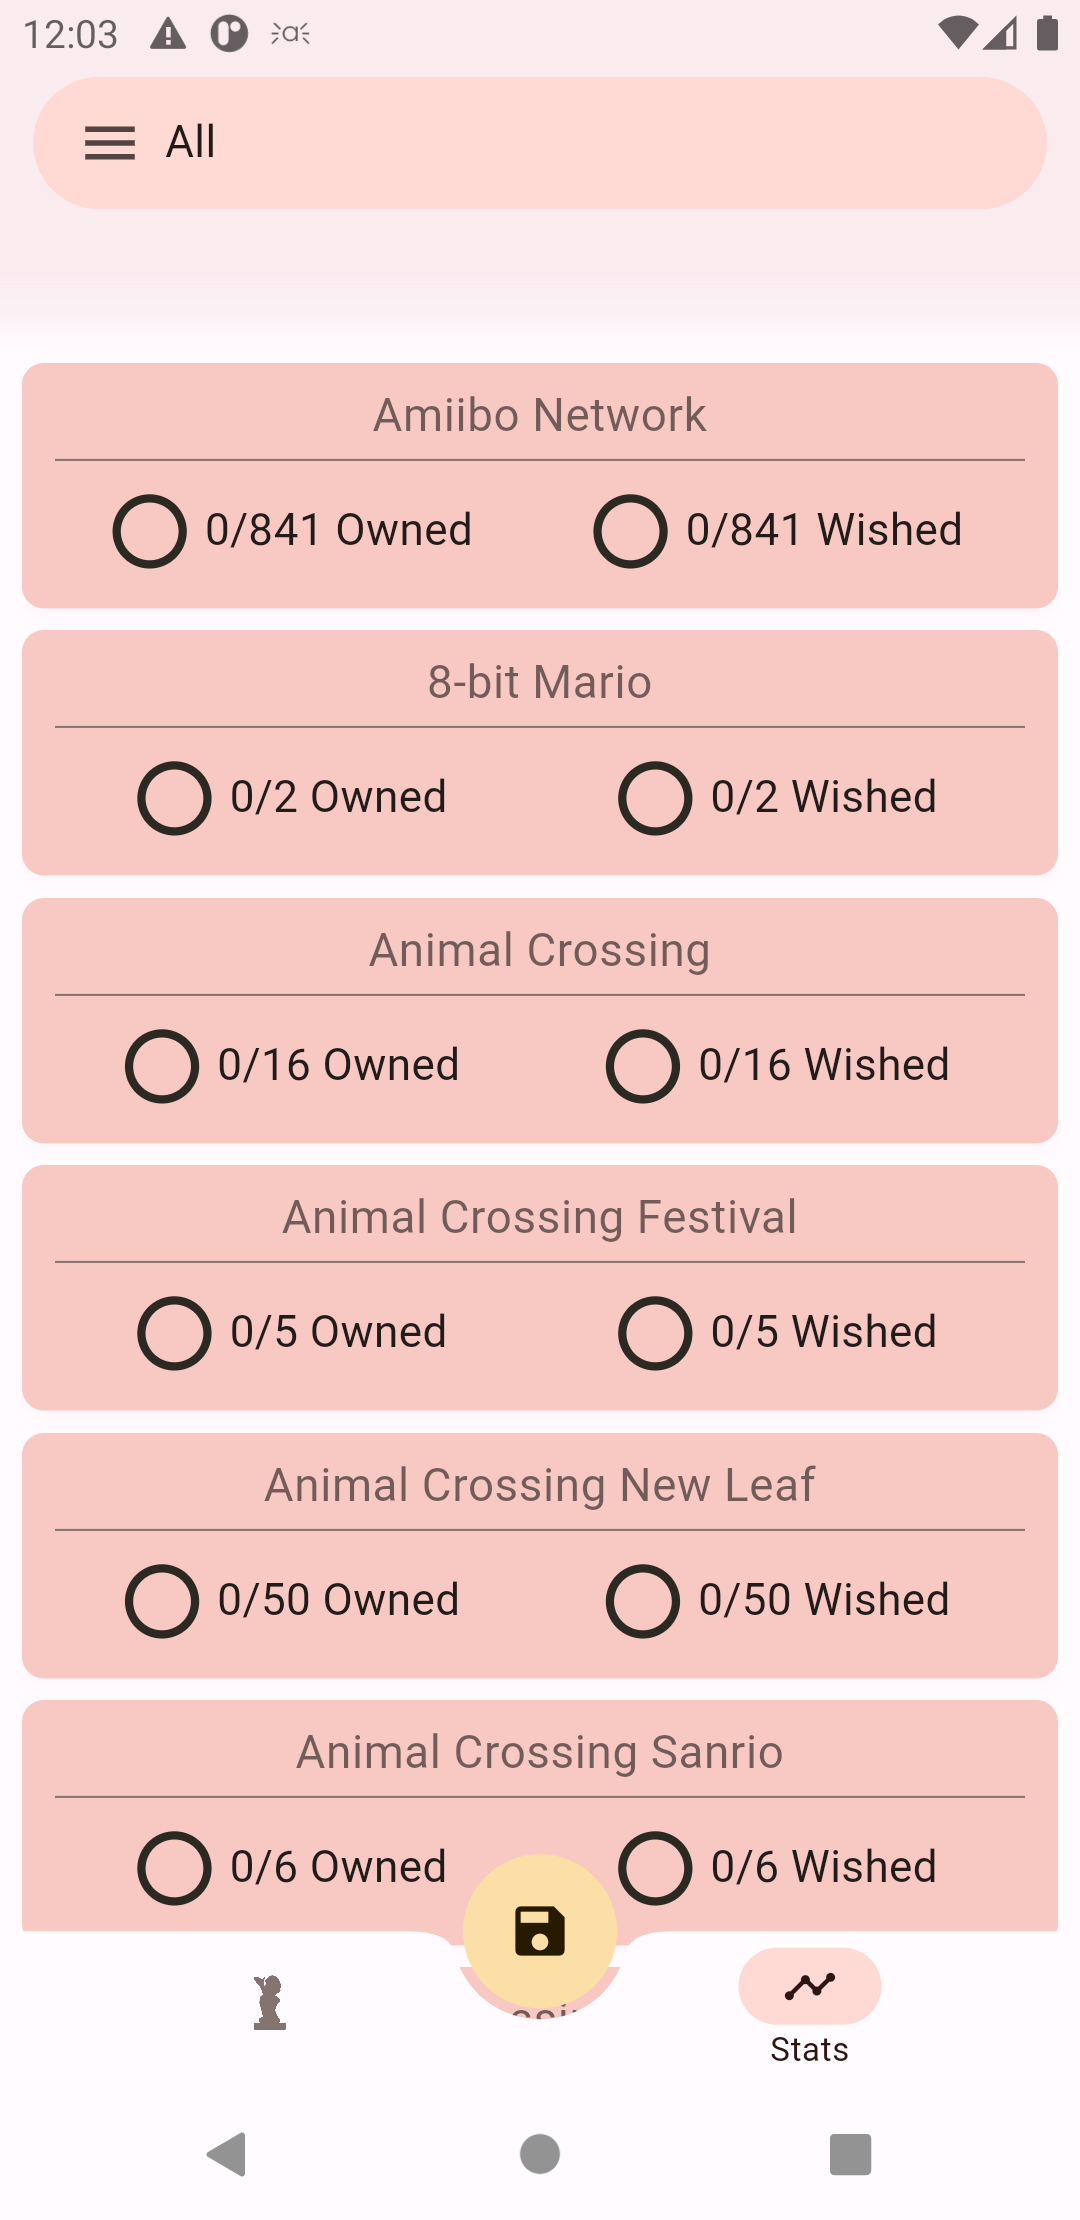 12:03
All
Amiibo Network
0/841 Owned 0/841 Wished
8-bit Mario
0/2 Owned 0/2 Wished
Animal Crossing
0/16 Owned 0/16 Wished
Animal Crossing Festival
0/5 Owned 0/5 Wished
Animal Crossing New Leaf
0/50 Owned 0/50 Wished
Animal Crossing Sanrio
0/6 Owned 0/6 Wished
Stats